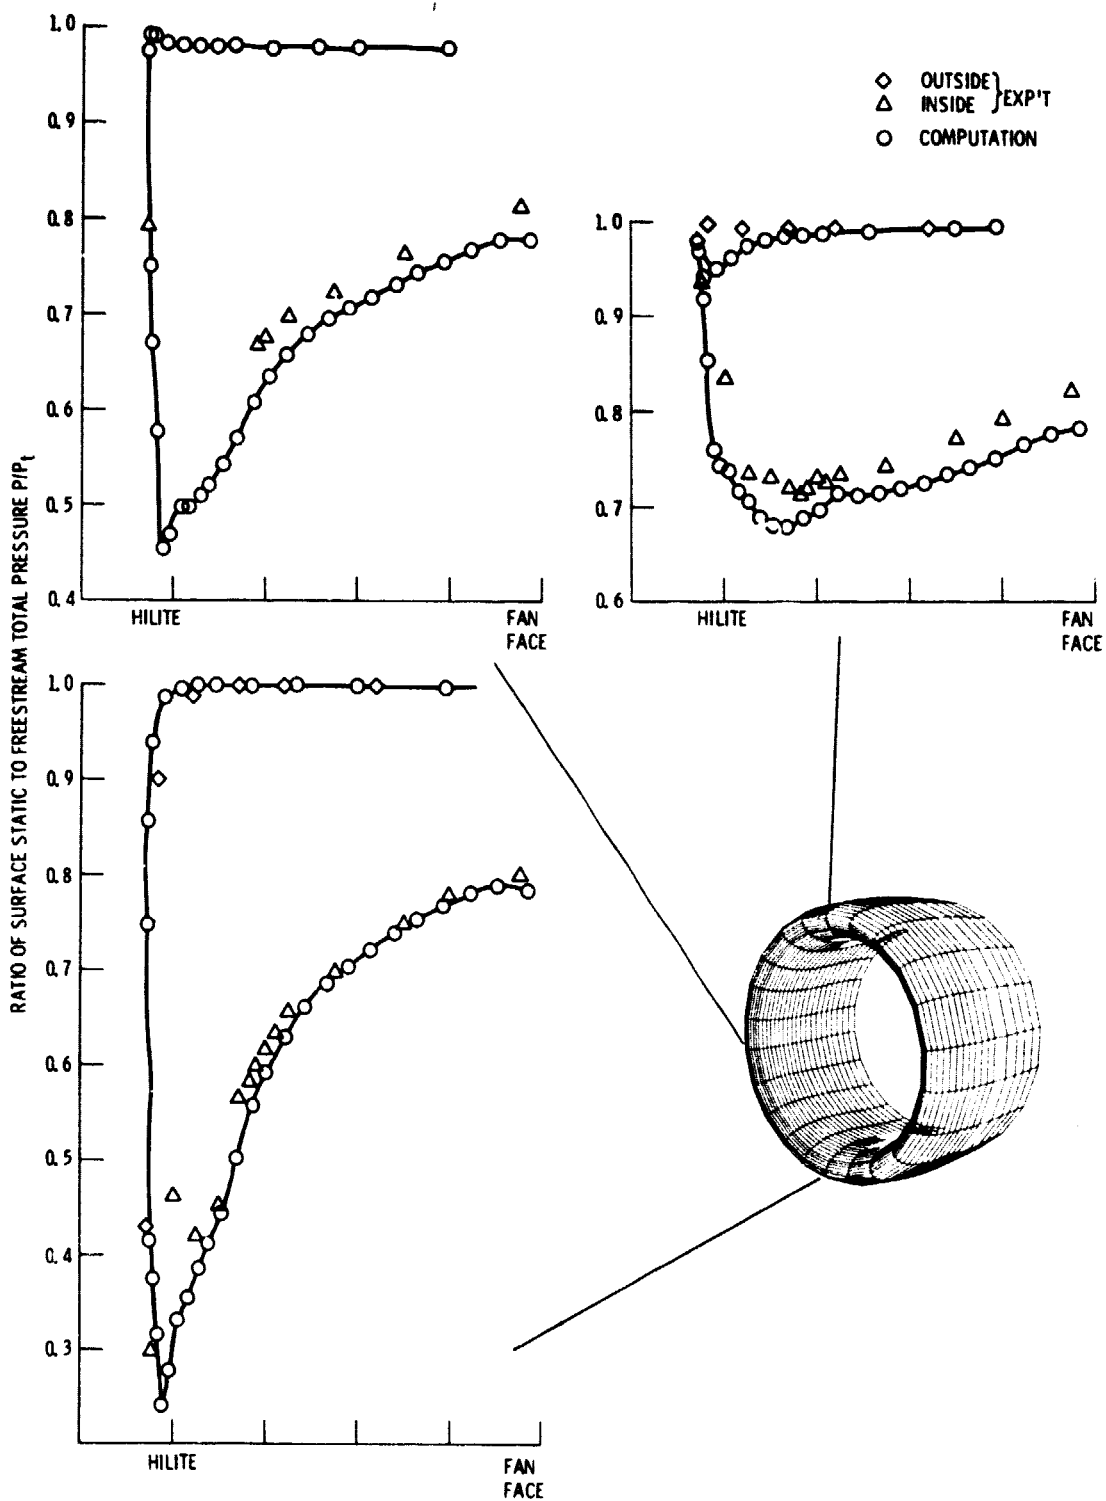 1.0
0.9
0.8
0.7
0.6
0.5
0.4
HILITE
FAN
FACE
OUTSIDE
INSIDE
EXP'T
COMPUTATION
1.0
0.9
0.8
0.7
0.6
HILITE
FAN
FACE
RATIO OF SURFACE STATIC TO FREESTREAM TOTAL PRESSURE P/Pt
1.0
0.9
0.8
0.7
0.6
0.5
0.4
0.3
HILITE
FAN
FACE